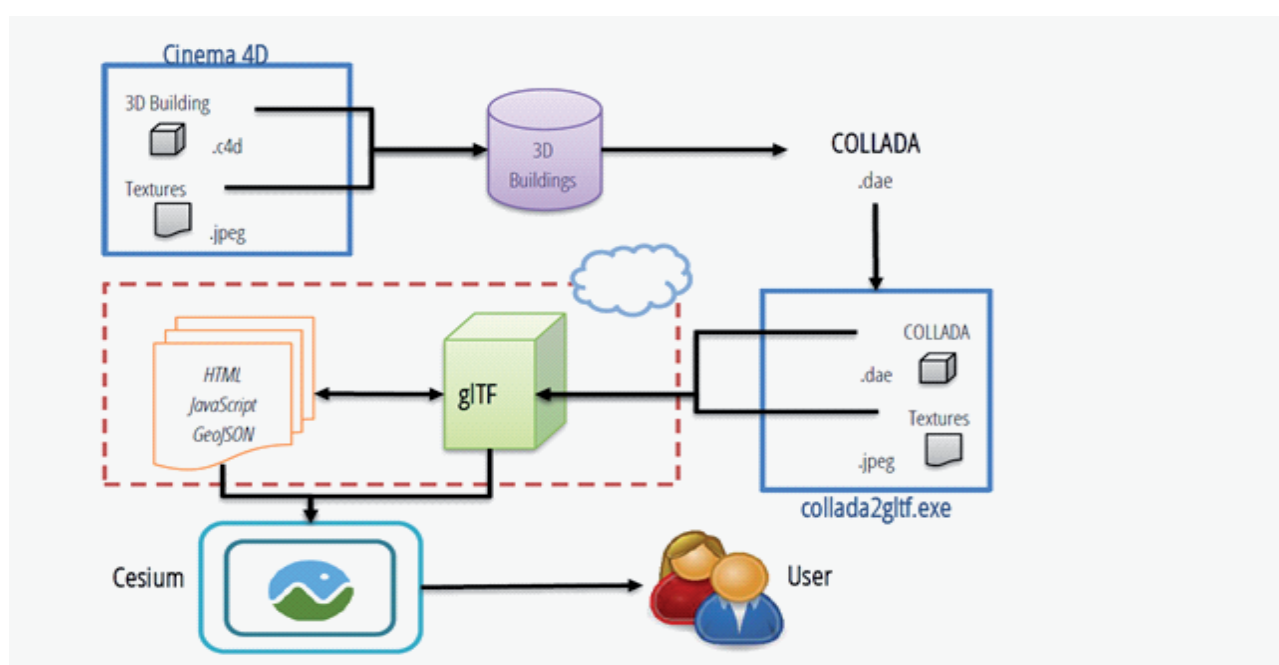 Cinema 4D
3D Building
.c4d
Textures
.jpeg
3D
Buildings
COLLADA
.dae
COLLADA
.dae
Textures
.jpeg
collada2gltf.exe
HTML
JavaScript
GeoJSON
glTF
Cesium
User